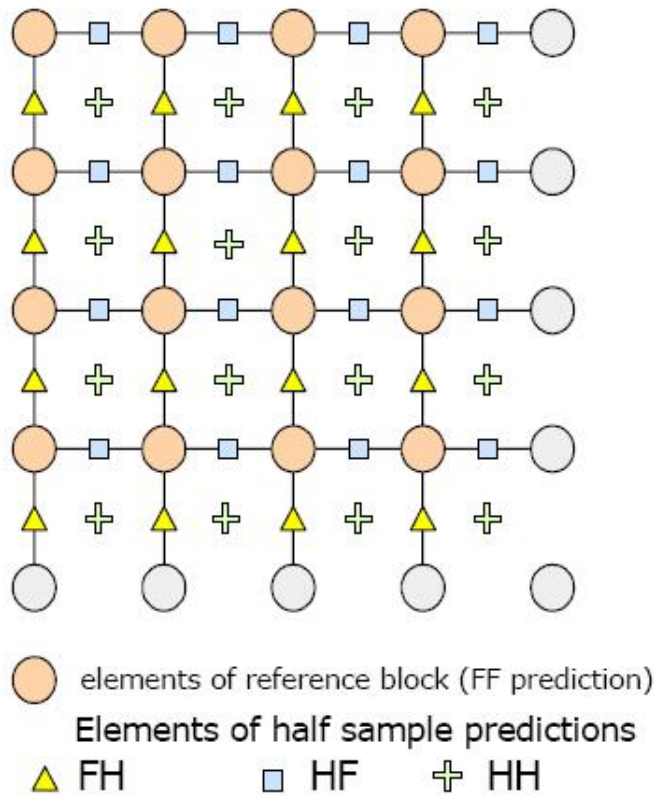 elements of reference block (FF prediction)
Elements of half sample predictions
FH HF HH